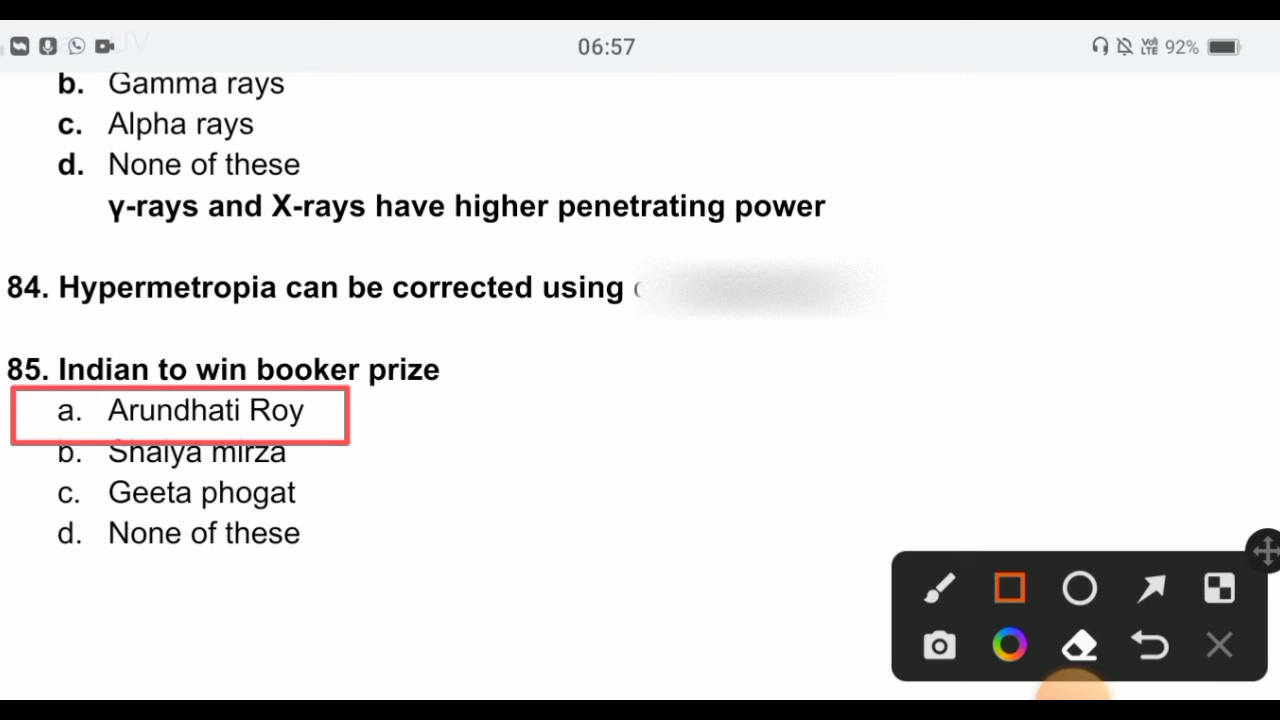 06:57
Vo) LTE 92%
b. Gamma rays
c. Alpha rays
d. None of these
γ-rays and X-rays have higher penetrating power
84. Hypermetropia can be corrected using
85. Indian to win booker prize
a. Arundhati Roy
b. Shaiya mirza
c. Geeta phogat
d. None of these